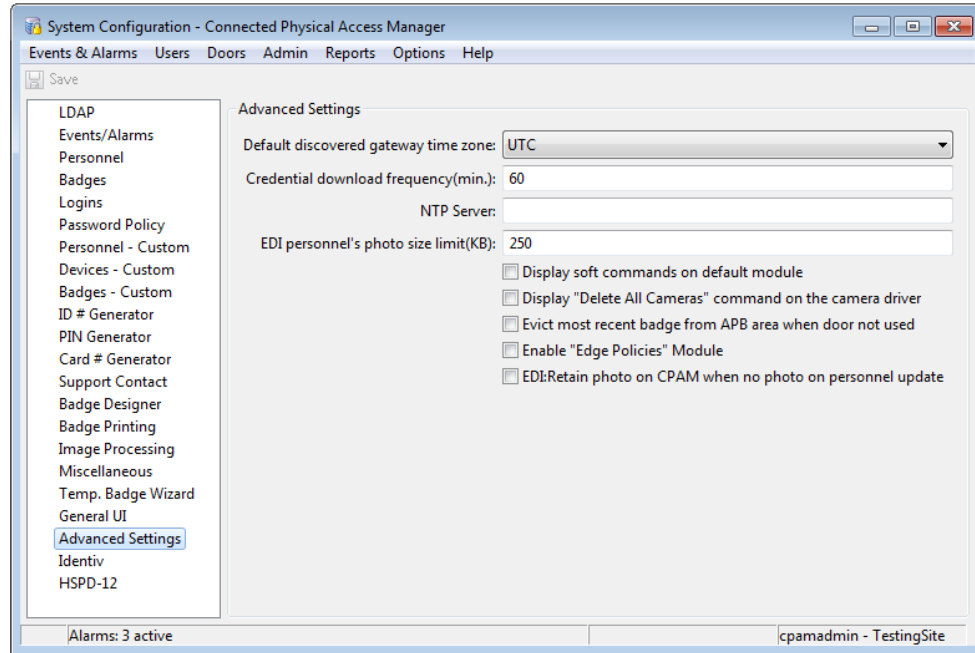 System Configuration - Connected Physical Access Manager
Events & Alarms Users Doors Admin Reports Options Help
Save
LDAP
Events/Alarms
Personnel
Badges
Logins
Password Policy
Personnel - Custom
Devices - Custom
Badges - Custom
ID # Generator
PIN Generator
Card # Generator
Support Contact
Badge Designer
Badge Printing
Image Processing
Miscellaneous
Temp. Badge Wizard
General UI
Advanced Settings
Identiv
HSPD-12
Advanced Settings
Default discovered gateway time zone: UTC
Credential download frequency(min.): 60
NTP Server:
EDI personnel's photo size limit(KB): 250
Display soft commands on default module
Display "Delete All Cameras" command on the camera driver
Evict most recent badge from APB area when door not used
Enable "Edge Policies" Module
EDI:Retain photo on CPAM when no photo on personnel update
Alarms: 3 active
cpamadmin - TestingSite